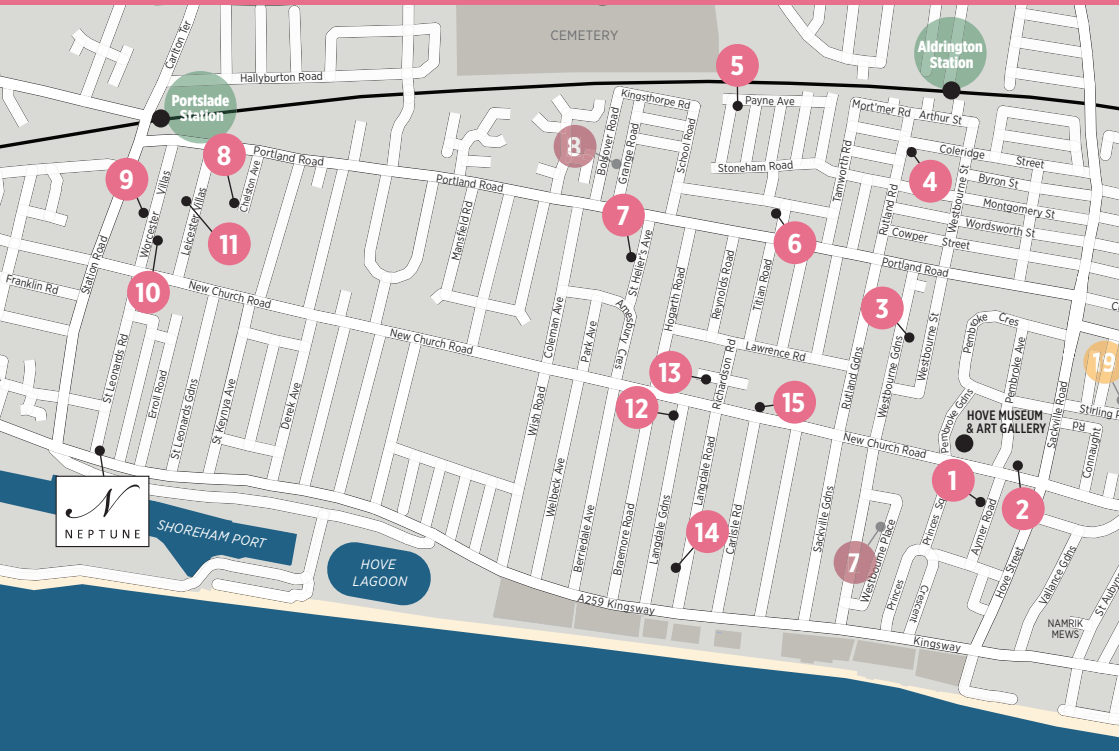 CEMETERY
Carlton Ter
Hallyburton Road
Aldrington
Station
5
Portslade
Station
Kingsthorpe Rd
Payne Ave
Mort'mer Rd
Arthur St
8
8
Portland Road
Bolsover Road
Grange Road
School Road
Stoneham Road
Tamworth Rd
Coleridge Street
4
Byron St
Montgomery St
Wordsworth St
Cowper Street
Rutland Rd
Westbourne St
9
Villas
Worcester
Leicester Villas
Chelston Ave
Portland Road
Mansfield Rd
7
6
11
Station Road
10
St Helier's Ave
Hogarth Road
Reynolds Road
Titian Road
Portland Road
Franklin Rd
New Church Road
3
Coleman Ave
Park Ave
Amesbury Cres
New Church Road
Lawrence Rd
Rutland Gdns
Westbourne Gdns
Westbourne St
Pembroke Cres
Pembroke Ave
19
St Leonards Rd
Erroll Road
St Leonards Gdns
St Keynya Ave
Derek Ave
13
Richardson Rd
12
15
Wish Road
Pembroke Gdns
HOVE MUSEUM
& ART GALLERY
Sackville Road
Stirling P
Rd
Connaught
New Church Road
1
2
Welbeck Ave
Berriedale Ave
Braemore Road
Langdale Gdns
Langdale Road
Carlisle Rd
Sackville Gdns
14
7
Westbourne Place
Princes Sq
Aymer Road
Hove Street
N
NEPTUNE
SHOREHAM PORT
HOVE
LAGOON
Princes
Crescent
Vallance Gdns
St Aubyn
A259 Kingsway
NAMRIK
MEWS
Kingsway